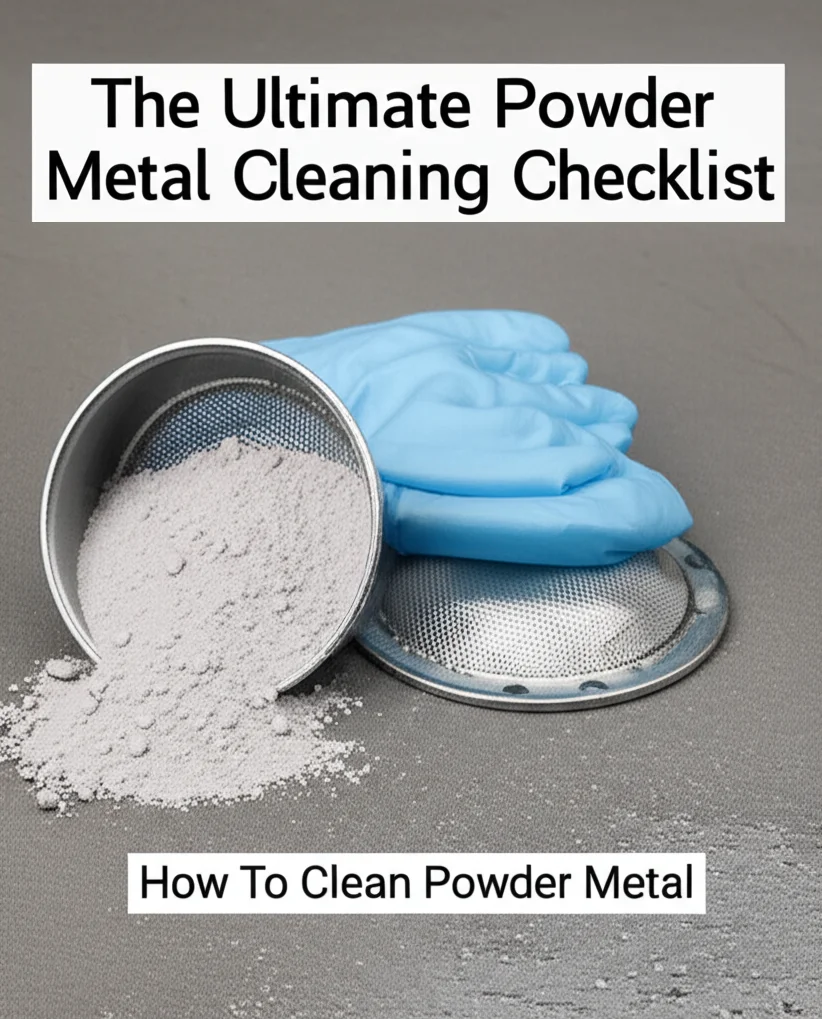 The Ultimate Powder
Metal Cleaning Checklist
How To Clean Powder Metal